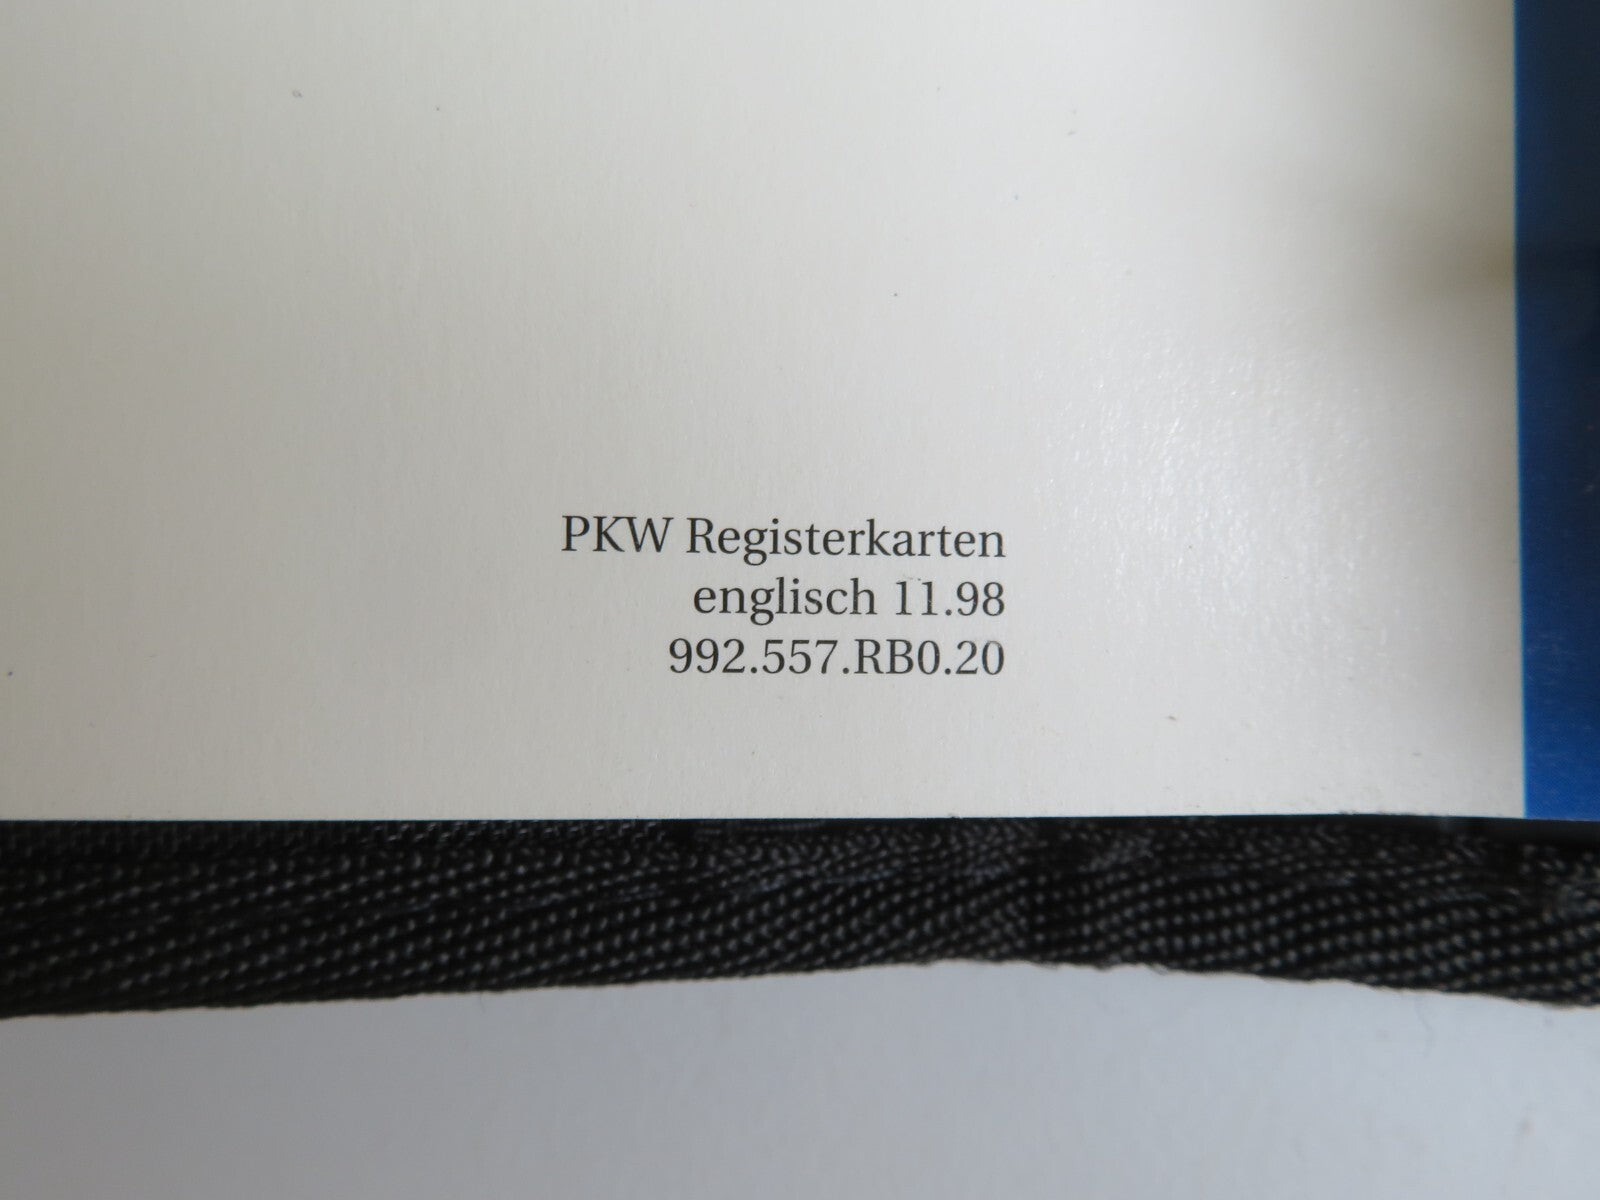 PKW Registerkarten
englisch 11.98
992.557.RB0.20